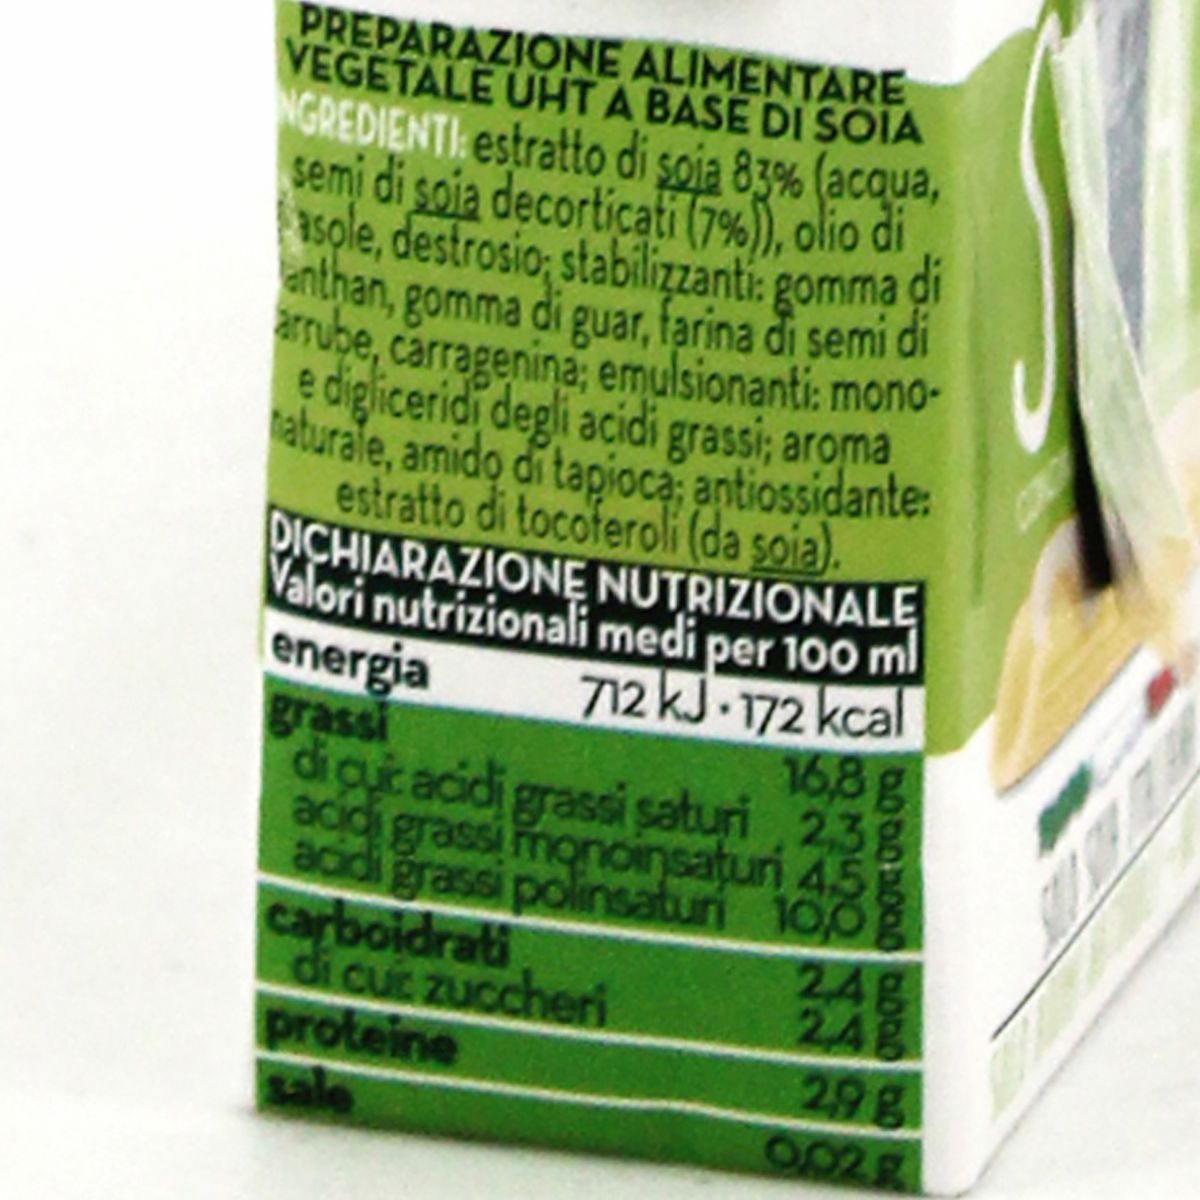 PREPARAZIONE ALIMENTARE
VEGETALE UHT A BASE DI SOIA
NGREDIENTI: estratto di soia 83% (acqua,
semi di soia decorticati (7%)), olio di
asole, destrosio; stabilizzanti: gomma di
anthan, gomma di guar, farina di semi di
arrube, carragenina; emulsionanti: mono-
e digliceridi degli acidi grassi; aroma
naturale, amido di tapioca; antiossidante:
estratto di tocoferoli (da soia).
DICHIARAZIONE NUTRIZIONALE
Valori nutrizionali medi per 100 ml
energia 712 kJ • 172 kcal
grassi 16,8 g
di cui: acidi grassi saturi 2,3 g
acidi grassi monoinsaturi 4,5 g
acidi grassi polinsaturi 10,0 g
carboidrati 2,4 g
di cui: zuccheri 2,4 g
proteine 2,9 g
sale 0,02 g